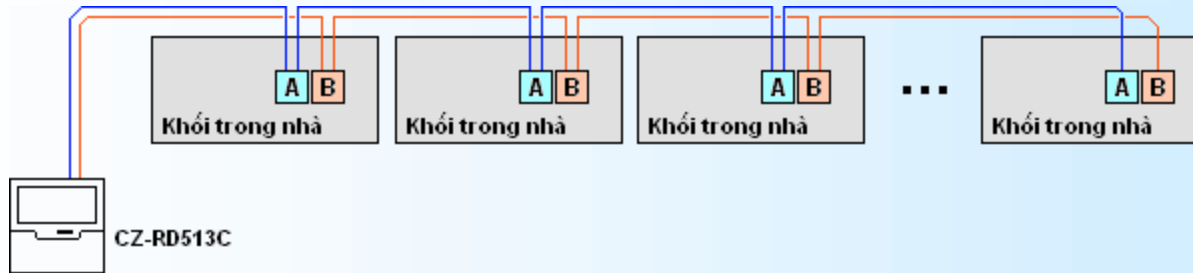 A B A B A B ... A B
Khối trong nhà Khối trong nhà Khối trong nhà Khối trong nhà
CZ-RD513C